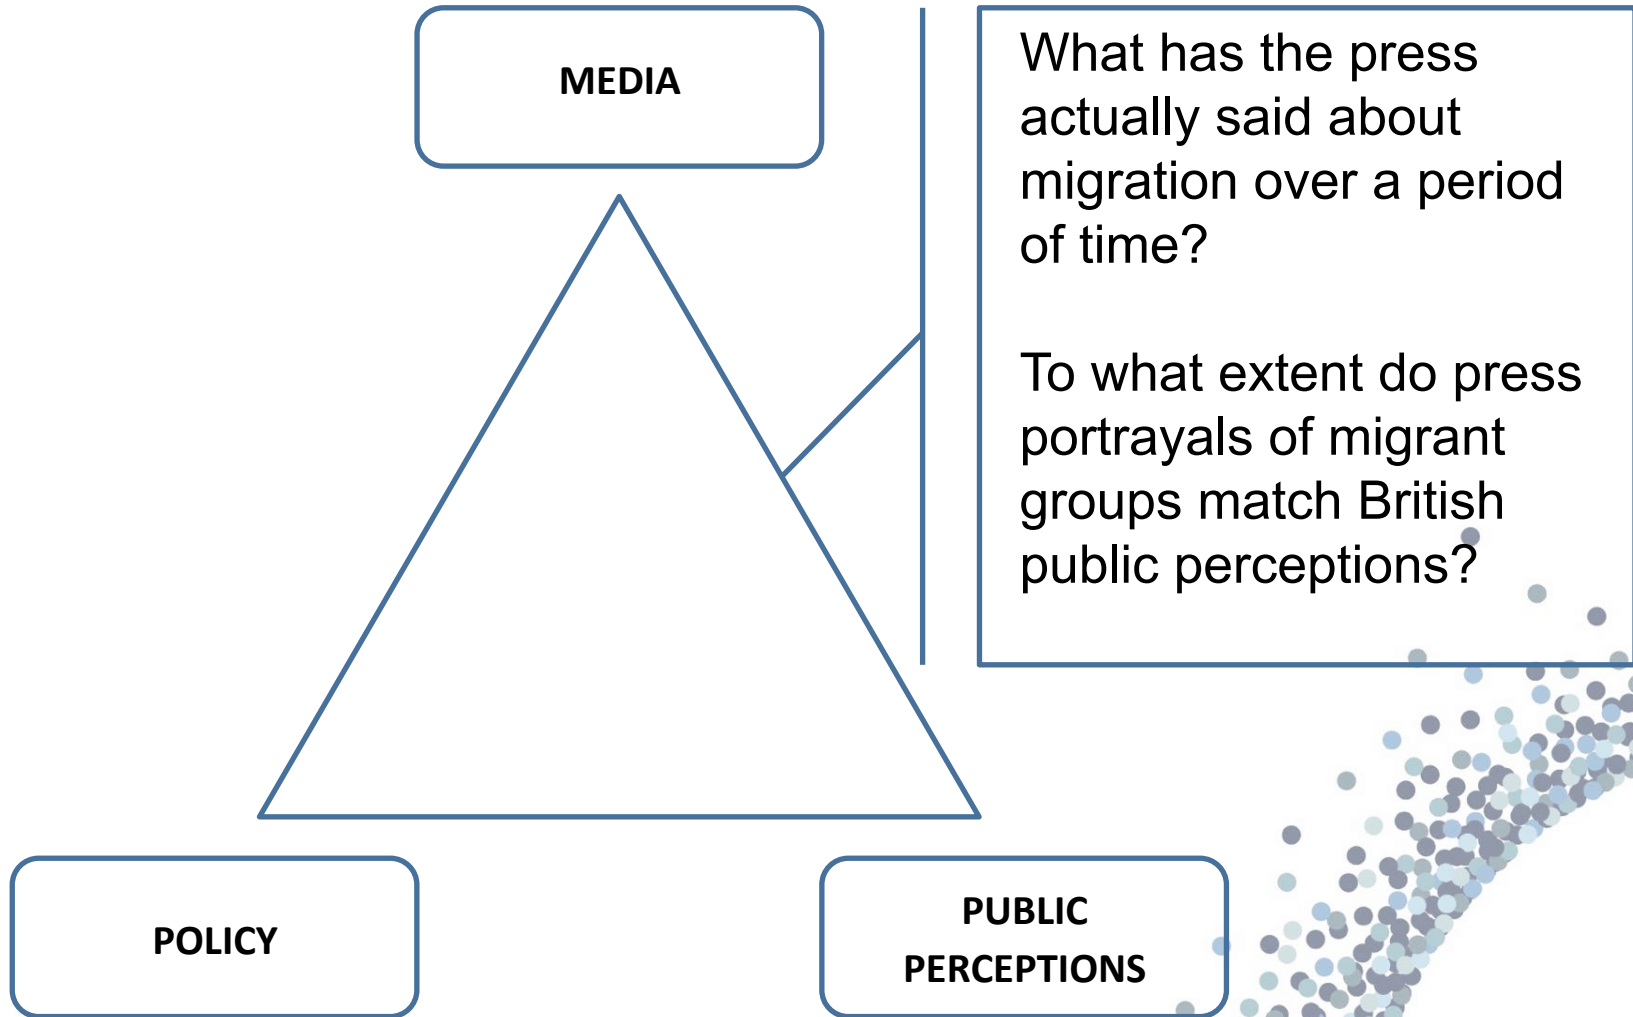 MEDIA
What has the press
actually said about
migration over a period
of time?
To what extent do press
portrayals of migrant
groups match British
public perceptions?
POLICY
PUBLIC
PERCEPTIONS